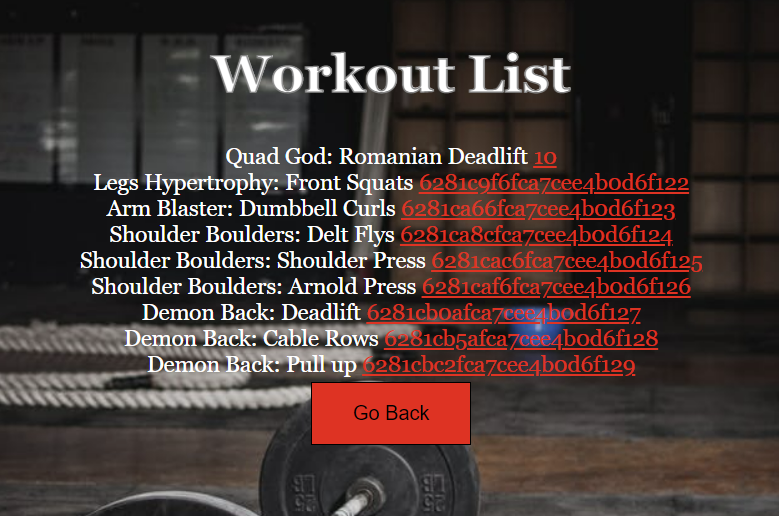 Workout List
Quad God: Romanian Deadlift 10
Legs Hypertrophy: Front Squats 6281c9f6fca7cee4b0d6f122
Arm Blaster: Dumbbell Curls 6281ca66fca7cee4b0d6f123
Shoulder Boulders: Delt Flys 6281ca8cfca7cee4b0d6f124
Shoulder Boulders: Shoulder Press 6281cac6fca7cee4b0d6f125
Shoulder Boulders: Arnold Press 6281caf6fca7cee4b0d6f126
Demon Back: Deadlift 6281cb0afca7cee4b0d6f127
Demon Back: Cable Rows 6281cb5afca7cee4b0d6f128
Demon Back: Pull up 6281cbc2fca7cee4b0d6f129
Go Back